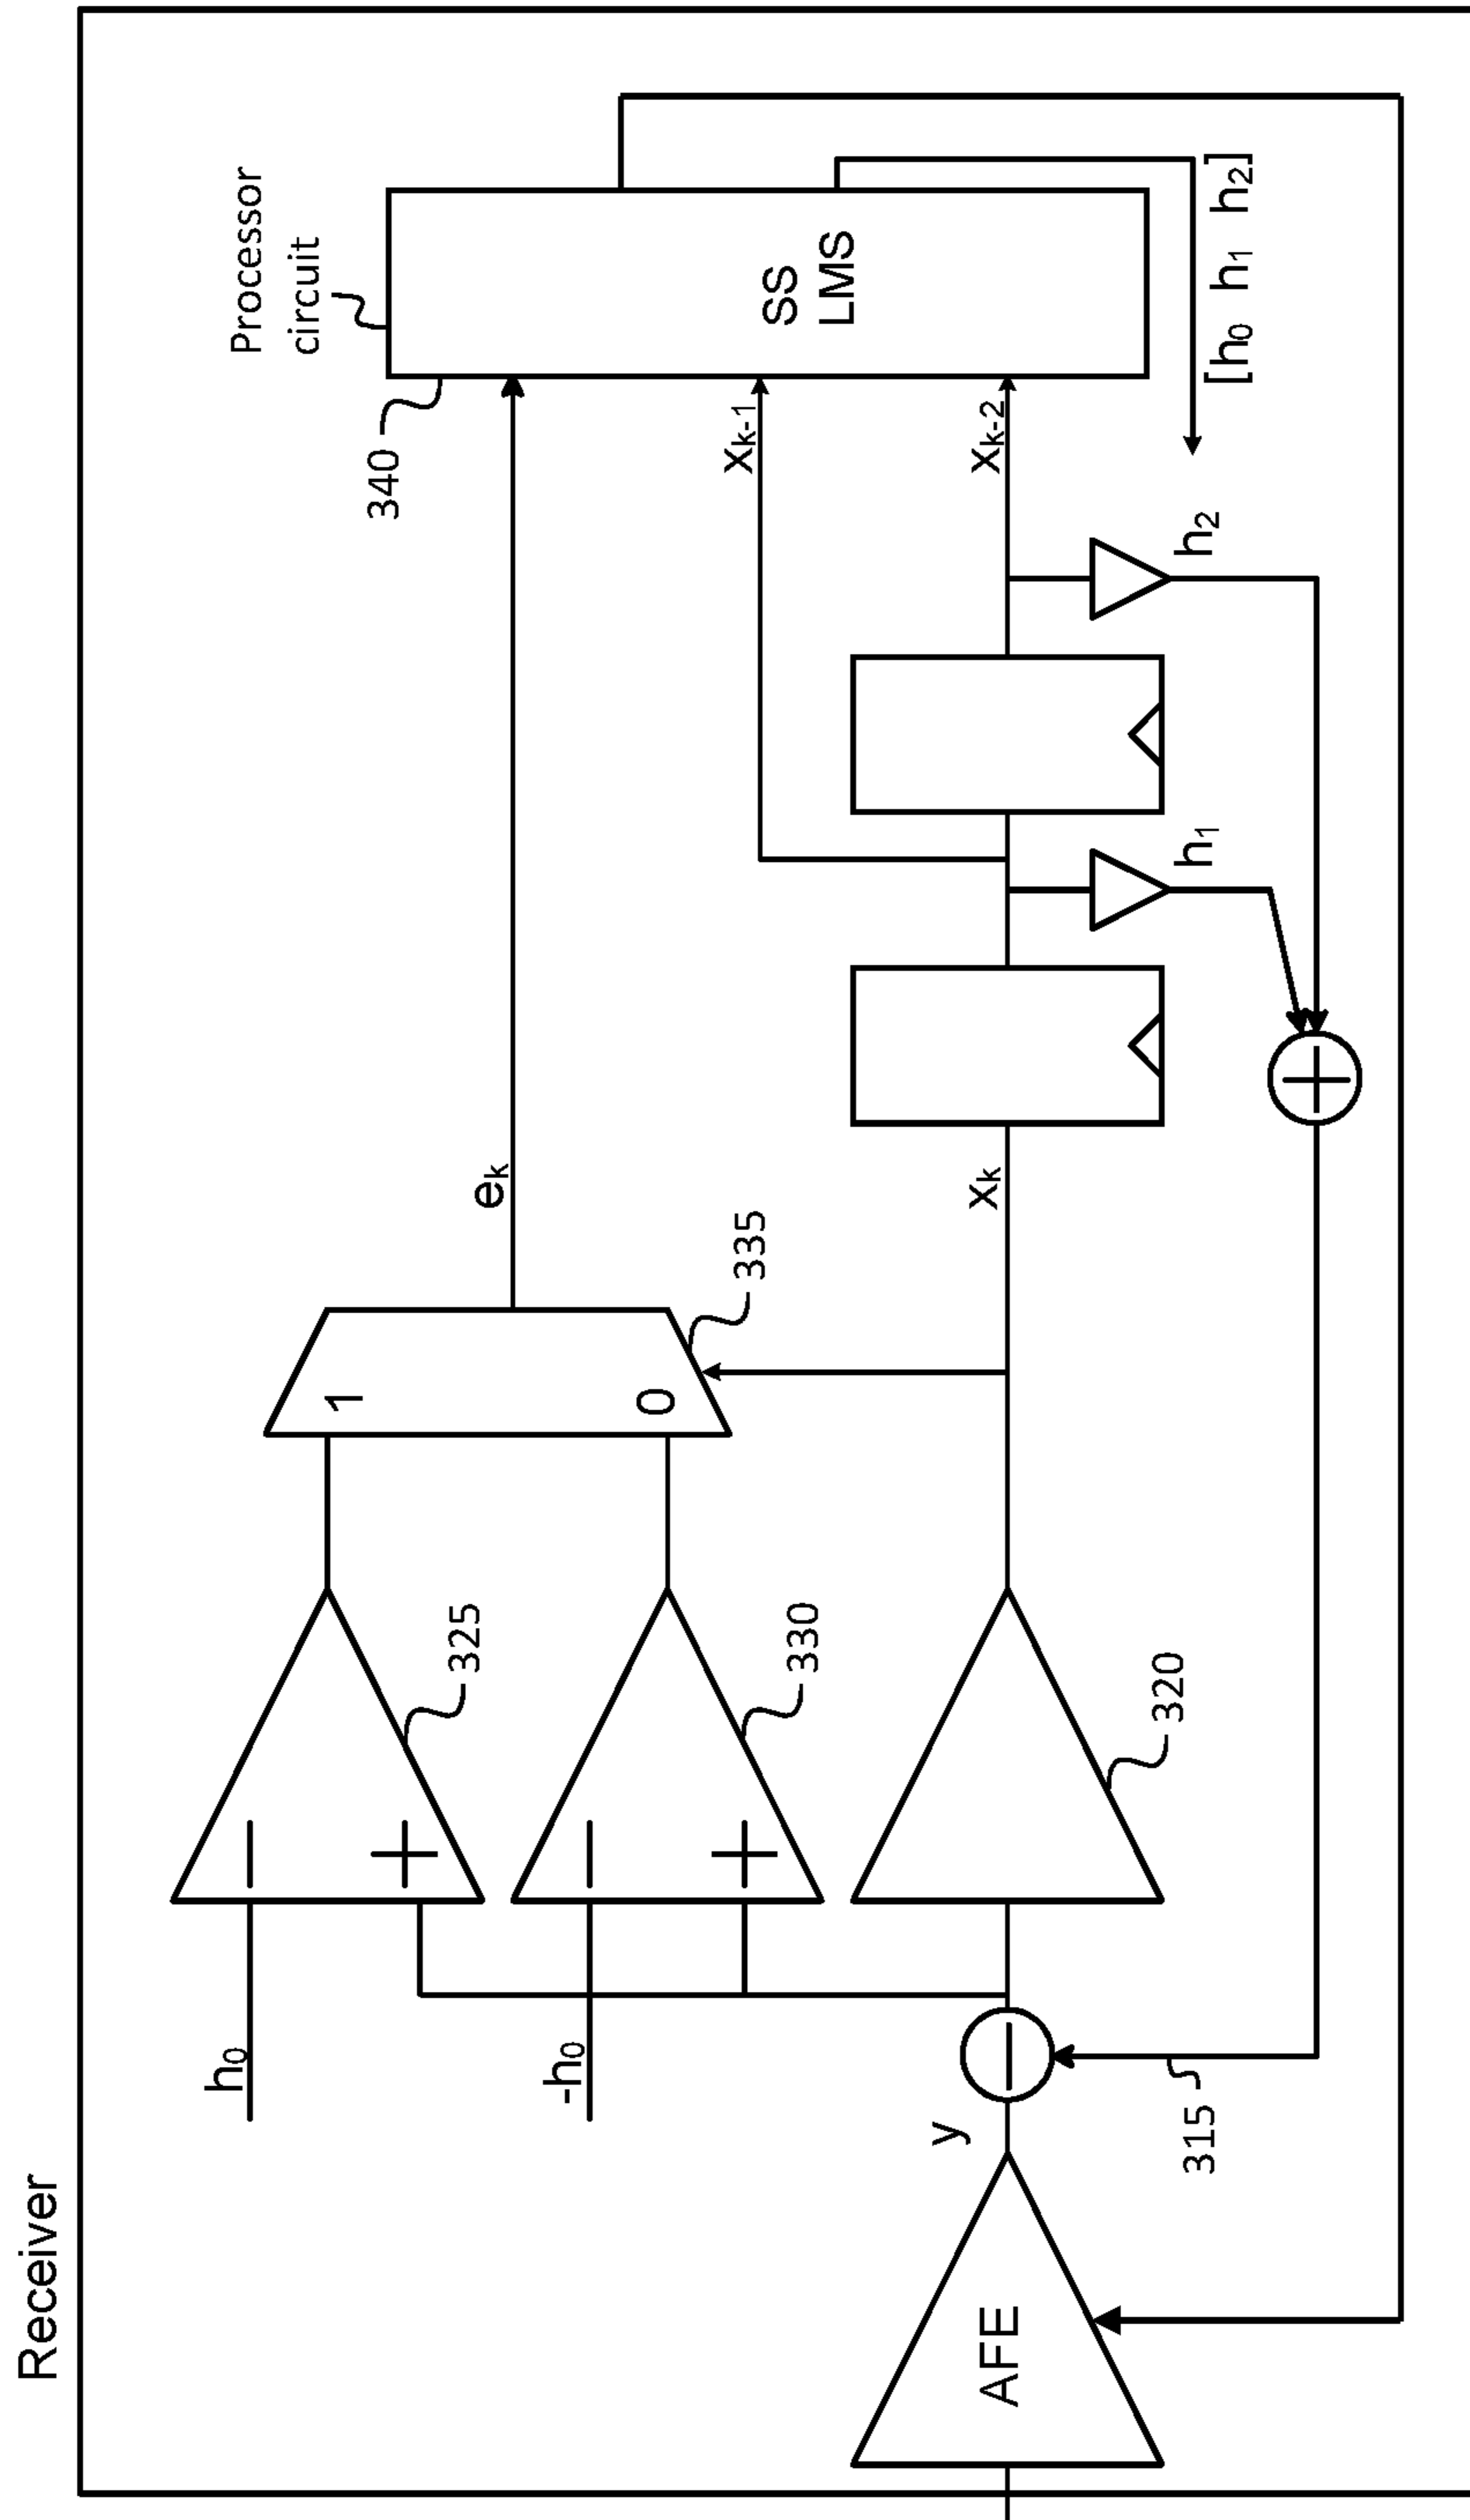 Receiver
Processor
circuit
340
h0
-h0
325
330
320
315
1
0
335
ek
xk
xk-1
xk-2
SS
LMS
h1
h2
[h0 h1 h2]
y
AFE